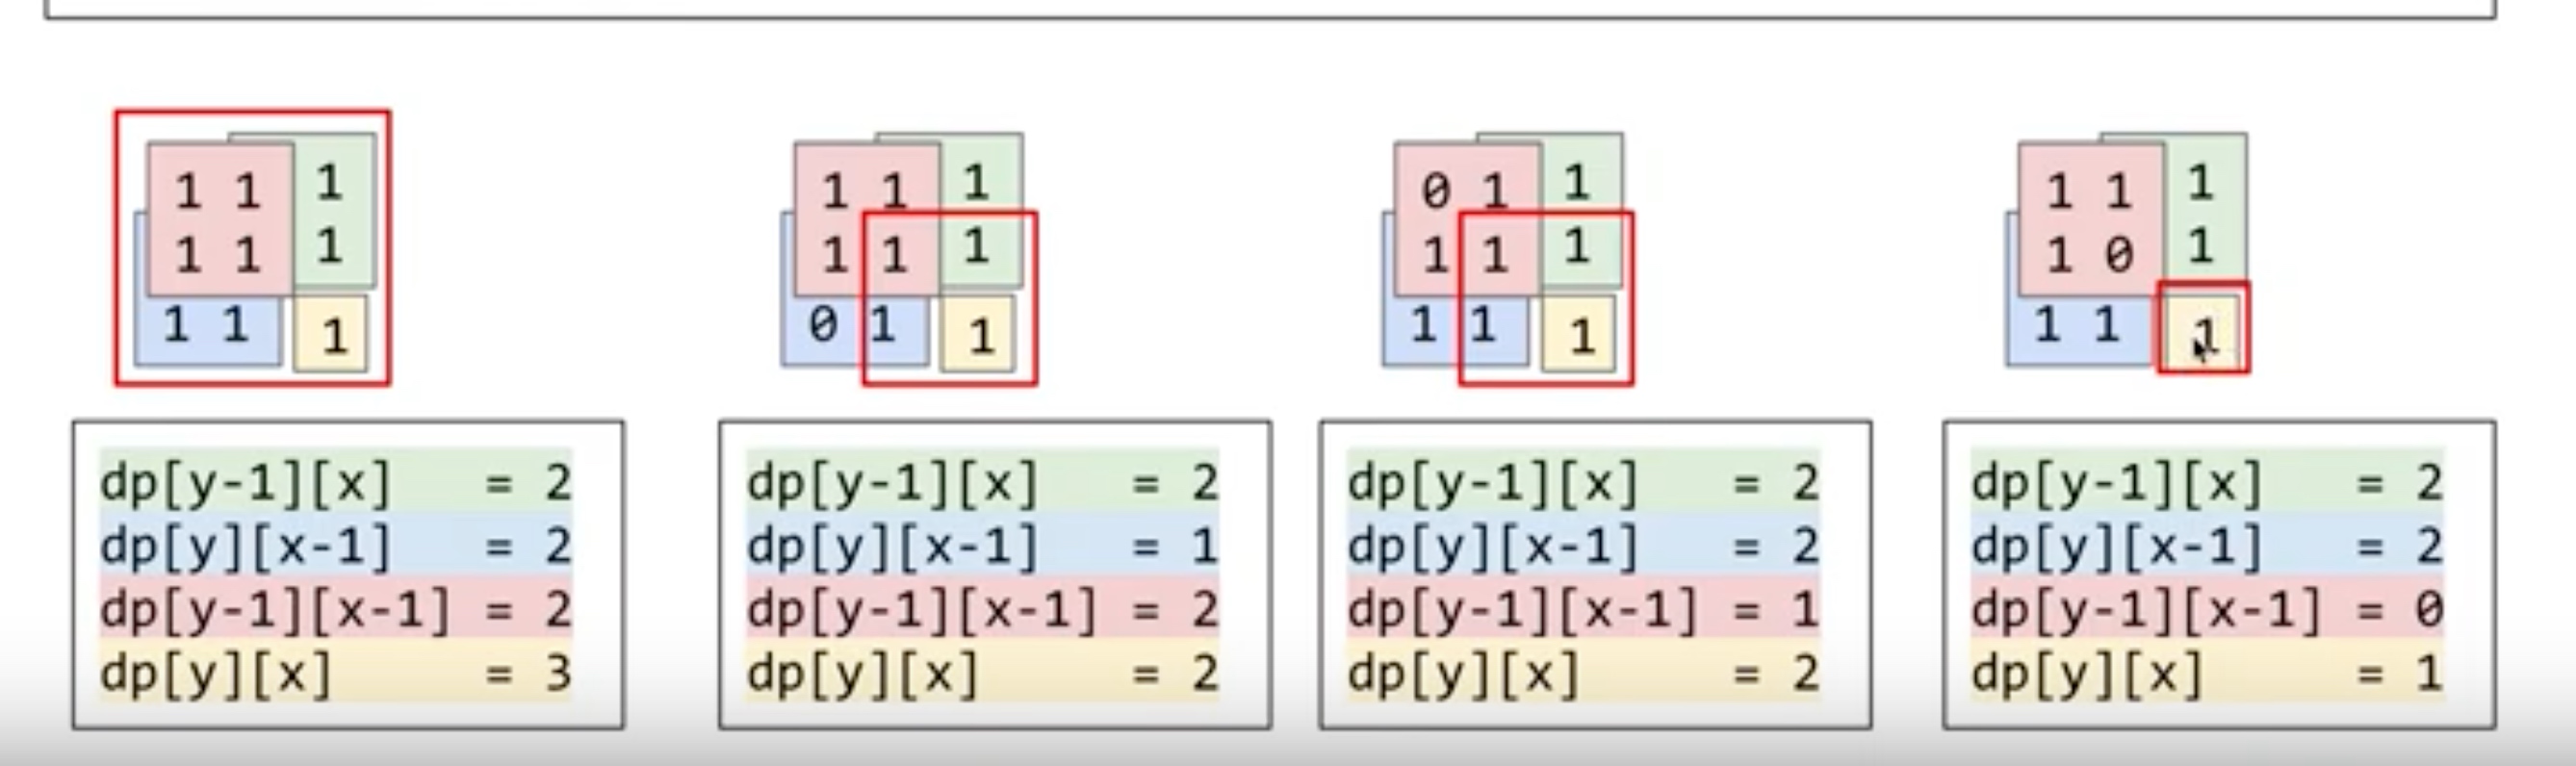 1 1 1
1 1 1
1 1 1
1 1 1
1 1 1
0 1 1
0 1 1
1 1 1
1 1 1
1 1 1
1 0 1
1 1 1
dp[y-1][x] = 2
dp[y][x-1] = 2
dp[y-1][x-1] = 2
dp[y][x] = 3
dp[y-1][x] = 2
dp[y][x-1] = 1
dp[y-1][x-1] = 2
dp[y][x] = 2
dp[y-1][x] = 2
dp[y][x-1] = 2
dp[y-1][x-1] = 1
dp[y][x] = 2
dp[y-1][x] = 2
dp[y][x-1] = 2
dp[y-1][x-1] = 0
dp[y][x] = 1